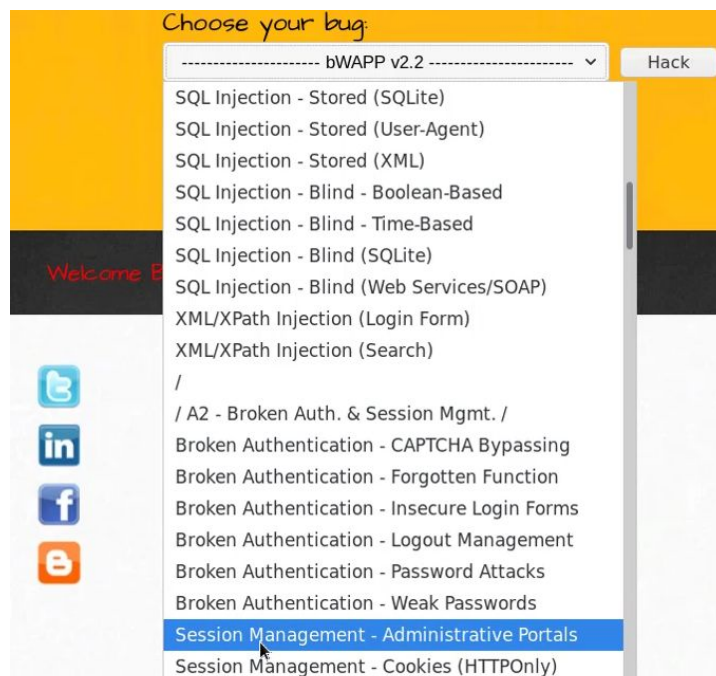 Choose your bug:
---------------------- bWAPP v2.2 ----------------------- Hack
SQL Injection - Stored (SQLite)
SQL Injection - Stored (User-Agent)
SQL Injection - Stored (XML)
SQL Injection - Blind - Boolean-Based
SQL Injection - Blind - Time-Based
SQL Injection - Blind (SQLite)
Welcome B
SQL Injection - Blind (Web Services/SOAP)
XML/XPath Injection (Login Form)
XML/XPath Injection (Search)
/
/ A2 - Broken Auth. & Session Mgmt. /
Broken Authentication - CAPTCHA Bypassing
Broken Authentication - Forgotten Function
Broken Authentication - Insecure Login Forms
Broken Authentication - Logout Management
Broken Authentication - Password Attacks
Broken Authentication - Weak Passwords
Session Management - Administrative Portals
Session Management - Cookies (HTTPOnly)